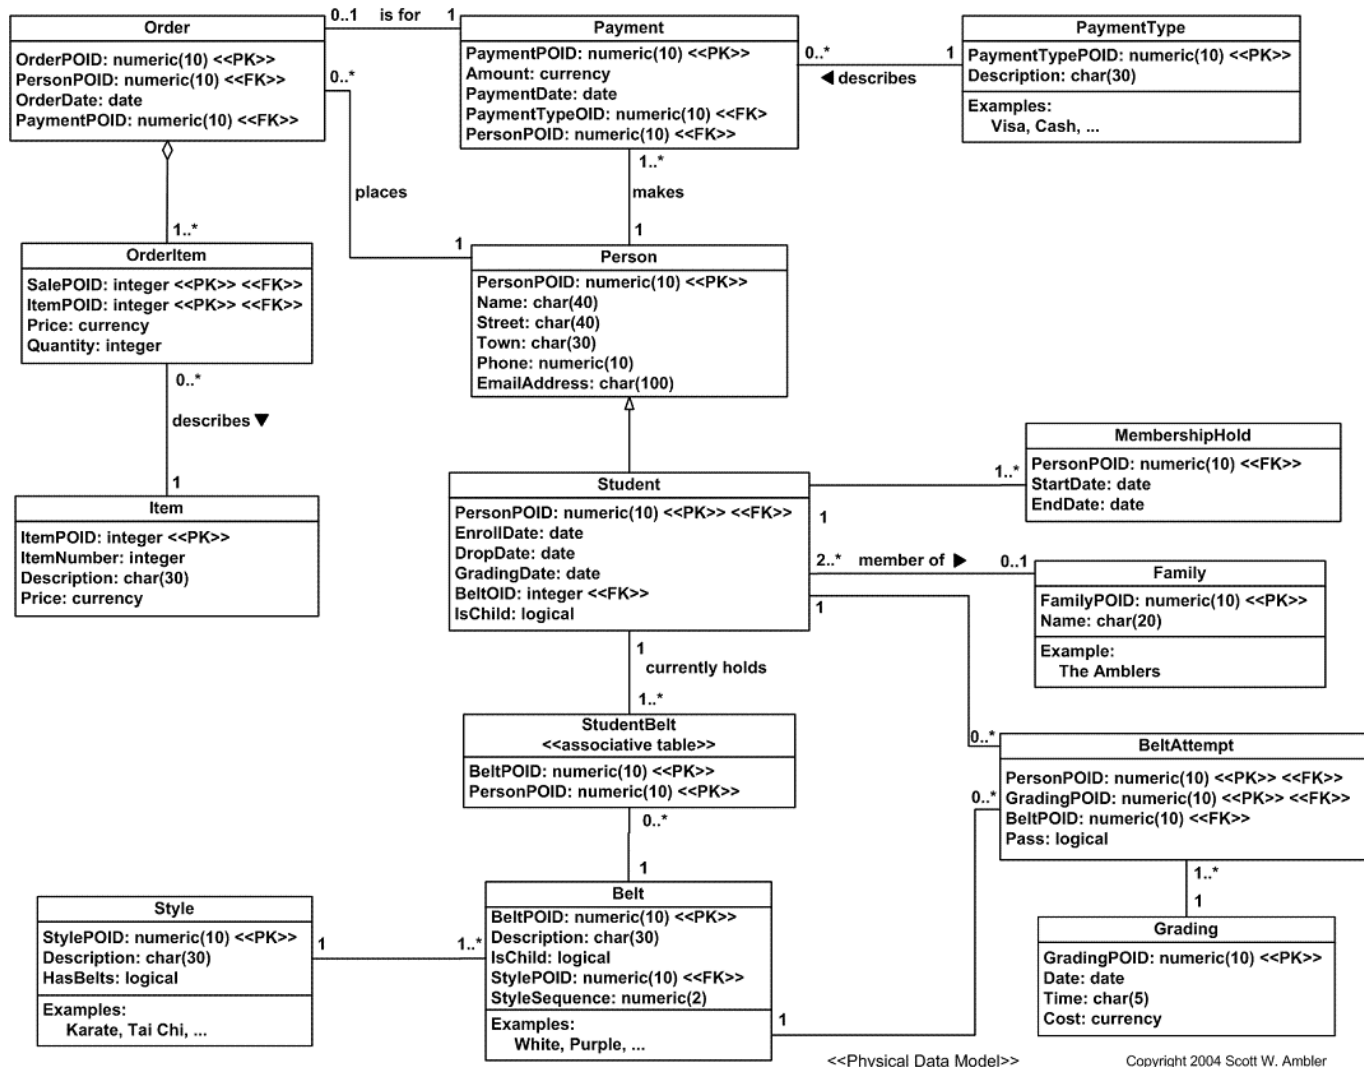 Order
OrderPOID: numeric(10) <<PK>>
PersonPOID: numeric(10) <<FK>>
OrderDate: date
PaymentPOID: numeric(10) <<FK>>
0..1
is for
1
Payment
PaymentPOID: numeric(10) <<PK>>
Amount: currency
PaymentDate: date
PaymentTypeOID: numeric(10) <<FK>
PersonPOID: numeric(10) <<FK>>
0..*
1
◀ describes
PaymentType
PaymentTypePOID: numeric(10) <<PK>>
Description: char(30)
Examples:
Visa, Cash, ...
0..*
places
1
1..*
makes
1
1..*
OrderItem
SalePOID: integer <<PK>> <<FK>>
ItemPOID: integer <<PK>> <<FK>>
Price: currency
Quantity: integer
Person
PersonPOID: numeric(10) <<PK>>
Name: char(40)
Street: char(40)
Town: char(30)
Phone: numeric(10)
EmailAddress: char(100)
0..*
describes ▼
1
Item
ItemPOID: integer <<PK>>
ItemNumber: integer
Description: char(30)
Price: currency
Student
PersonPOID: numeric(10) <<PK>> <<FK>>
EnrollDate: date
DropDate: date
GradingDate: date
BeltOID: integer <<FK>>
IsChild: logical
1..*
1
MembershipHold
PersonPOID: numeric(10) <<FK>>
StartDate: date
EndDate: date
2..*
member of ▶
0..1
Family
FamilyPOID: numeric(10) <<PK>>
Name: char(20)
Example:
The Amblers
1
1
currently holds
1..*
StudentBelt
<<associative table>>
BeltPOID: numeric(10) <<PK>>
PersonPOID: numeric(10) <<PK>>
0..*
BeltAttempt
PersonPOID: numeric(10) <<PK>> <<FK>>
GradingPOID: numeric(10) <<PK>> <<FK>>
BeltPOID: numeric(10) <<FK>>
Pass: logical
0..*
0..*
1
1..*
1
Style
StylePOID: numeric(10) <<PK>>
Description: char(30)
HasBelts: logical
Examples:
Karate, Tai Chi, ...
1
1..*
Belt
BeltPOID: numeric(10) <<PK>>
Description: char(30)
IsChild: logical
StylePOID: numeric(10) <<FK>>
StyleSequence: numeric(2)
Examples:
White, Purple, ...
1
Grading
GradingPOID: numeric(10) <<PK>>
Date: date
Time: char(5)
Cost: currency
<<Physical Data Model>>
Copyright 2004 Scott W. Ambler